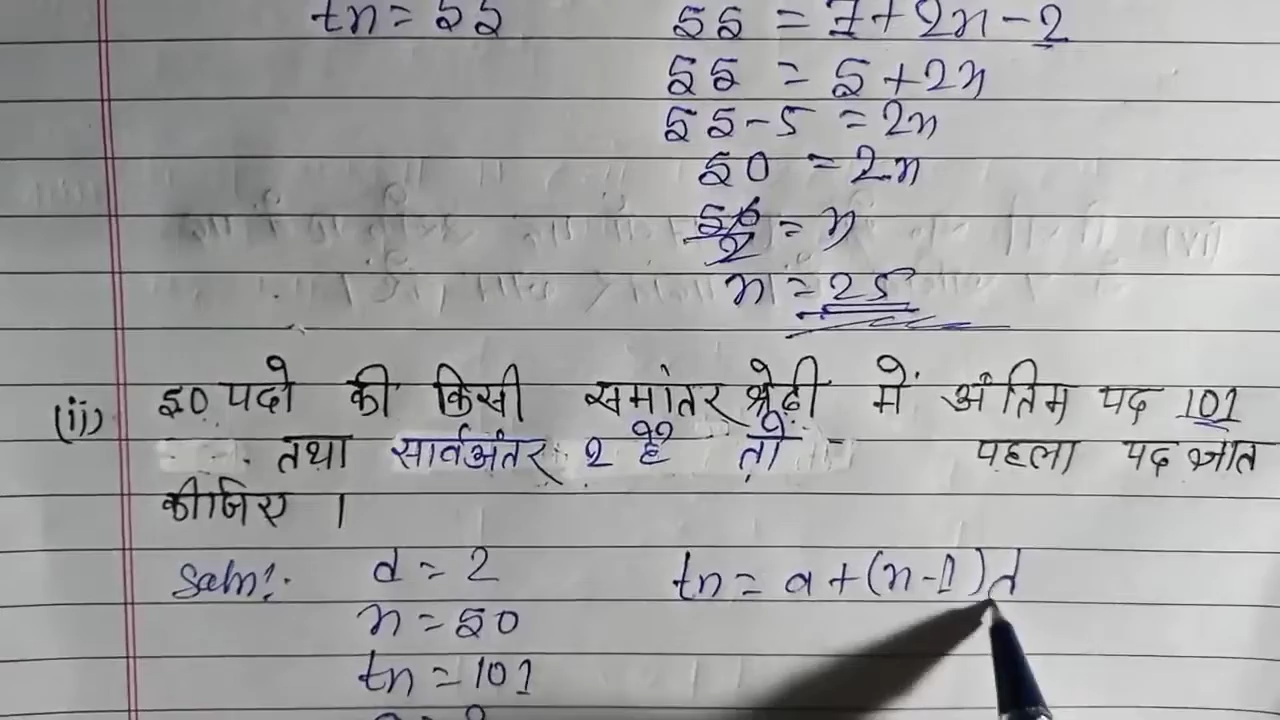 tn = 55
55 = 7 + 2n - 2
55 = 5 + 2n
55 - 5 = 2n
50 = 2n
50/2 = n
n = 25
(ii) 50 पदो की किसी समांतर श्रेढ़ी में अंतिम पद 101
तथा सार्वअंतर 2 है तो पहला पद ज्ञात
कीजिए ।
Soln:. d = 2
n = 50
tn = 101
tn = a + (n - 1) d